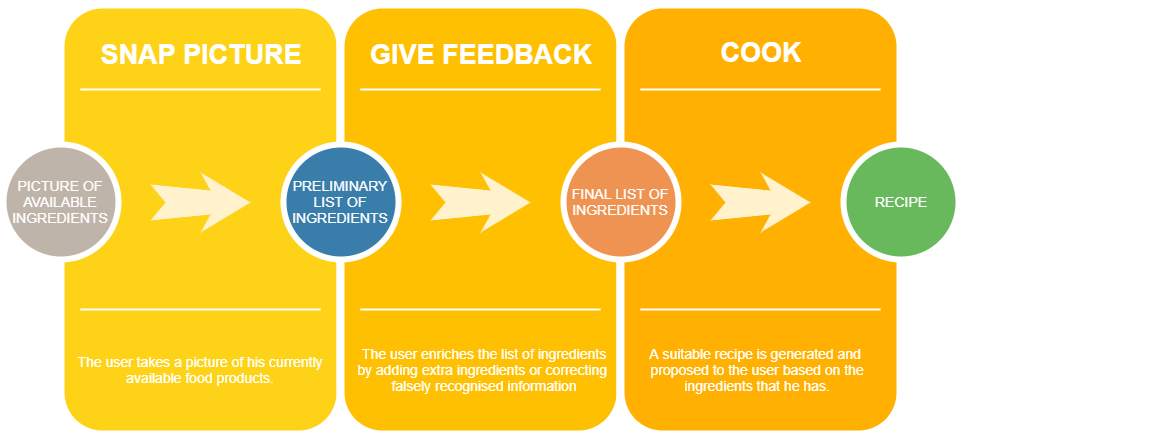 SNAP PICTURE
GIVE FEEDBACK
COOK
PICTURE OF
AVAILABLE
INGREDIENTS
PRELIMINARY
LIST OF
INGREDIENTS
FINAL LIST OF
INGREDIENTS
RECIPE
The user takes a picture of his currently
available food products.
The user enriches the list of ingredients
by adding extra ingredients or correcting
falsely recognised information
A suitable recipe is generated and
proposed to the user based on the
ingredients that he has.